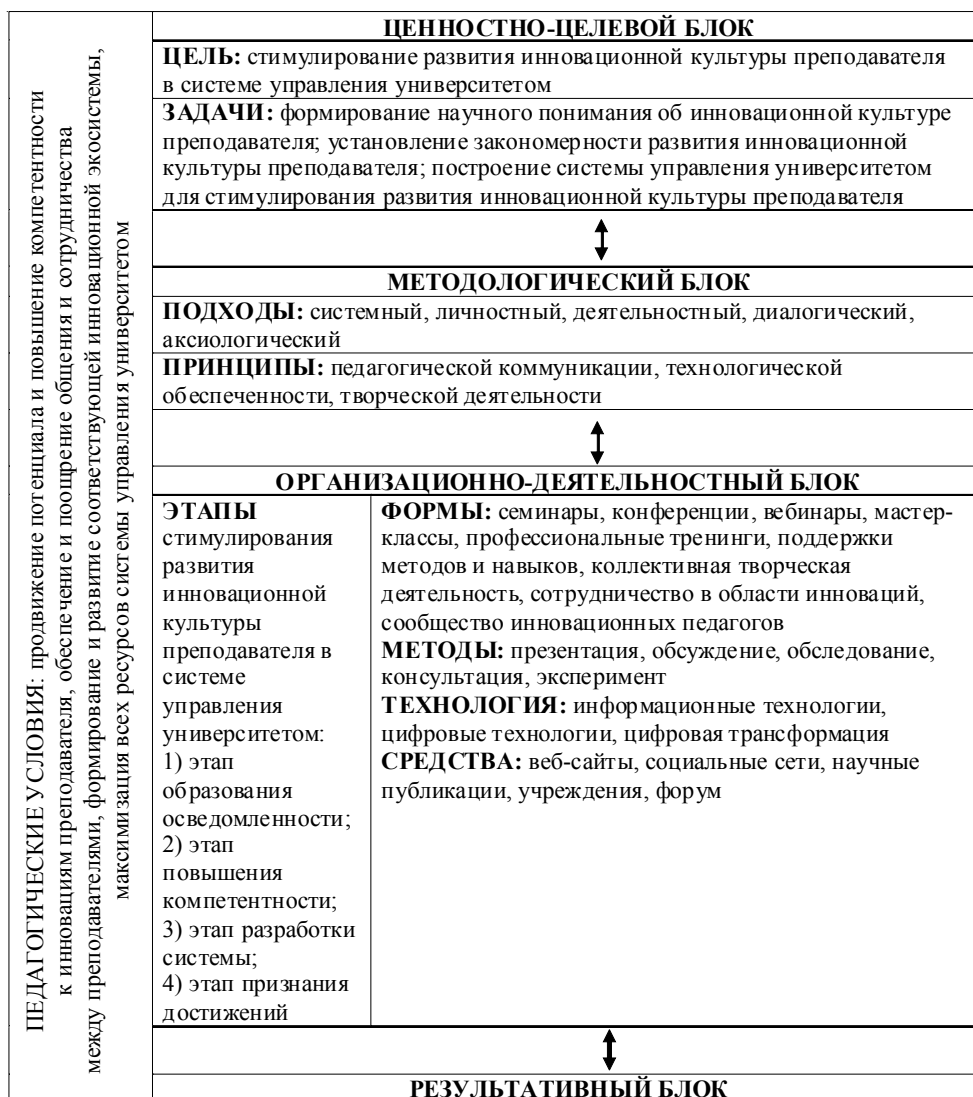 ПЕДАГОГИЧЕСКИЕ УСЛОВИЯ: продвижение потенциала и повышение компетентности
к инновациям преподавателя, обеспечение и поощрение общения и сотрудничества
между преподавателями, формирование и развитие соответствующей инновационной экосистемы,
максимизация всех ресурсов системы управления университетом
ЦЕННОСТНО-ЦЕЛЕВОЙ БЛОК
ЦЕЛЬ: стимулирование развития инновационной культуры преподавателя
в системе управления университетом
ЗАДАЧИ: формирование научного понимания об инновационной культуре
преподавателя; установление закономерности развития инновационной
культуры преподавателя; построение системы управления университетом
для стимулирования развития инновационной культуры преподавателя
МЕТОДОЛОГИЧЕСКИЙ БЛОК
ПОДХОДЫ: системный, личностный, деятельностный, диалогический,
аксиологический
ПРИНЦИПЫ: педагогической коммуникации, технологической
обеспеченности, творческой деятельности
ОРГАНИЗАЦИОННО-ДЕЯТЕЛЬНОСТНЫЙ БЛОК
ЭТАПЫ
стимулирования
развития
инновационной
культуры
преподавателя в
системе
управления
университетом:
1) этап
образования
осведомленности;
2) этап
повышения
компетентности;
3) этап разработки
системы;
4) этап признания
достижений
ФОРМЫ: семинары, конференции, вебинары, мастер-
классы, профессиональные тренинги, поддержки
методов и навыков, коллективная творческая
деятельность, сотрудничество в области инноваций,
сообщество инновационных педагогов
МЕТОДЫ: презентация, обсуждение, обследование,
консультация, эксперимент
ТЕХНОЛОГИЯ: информационные технологии,
цифровые технологии, цифровая трансформация
СРЕДСТВА: веб-сайты, социальные сети, научные
публикации, учреждения, форум
РЕЗУЛЬТАТИВНЫЙ БЛОК